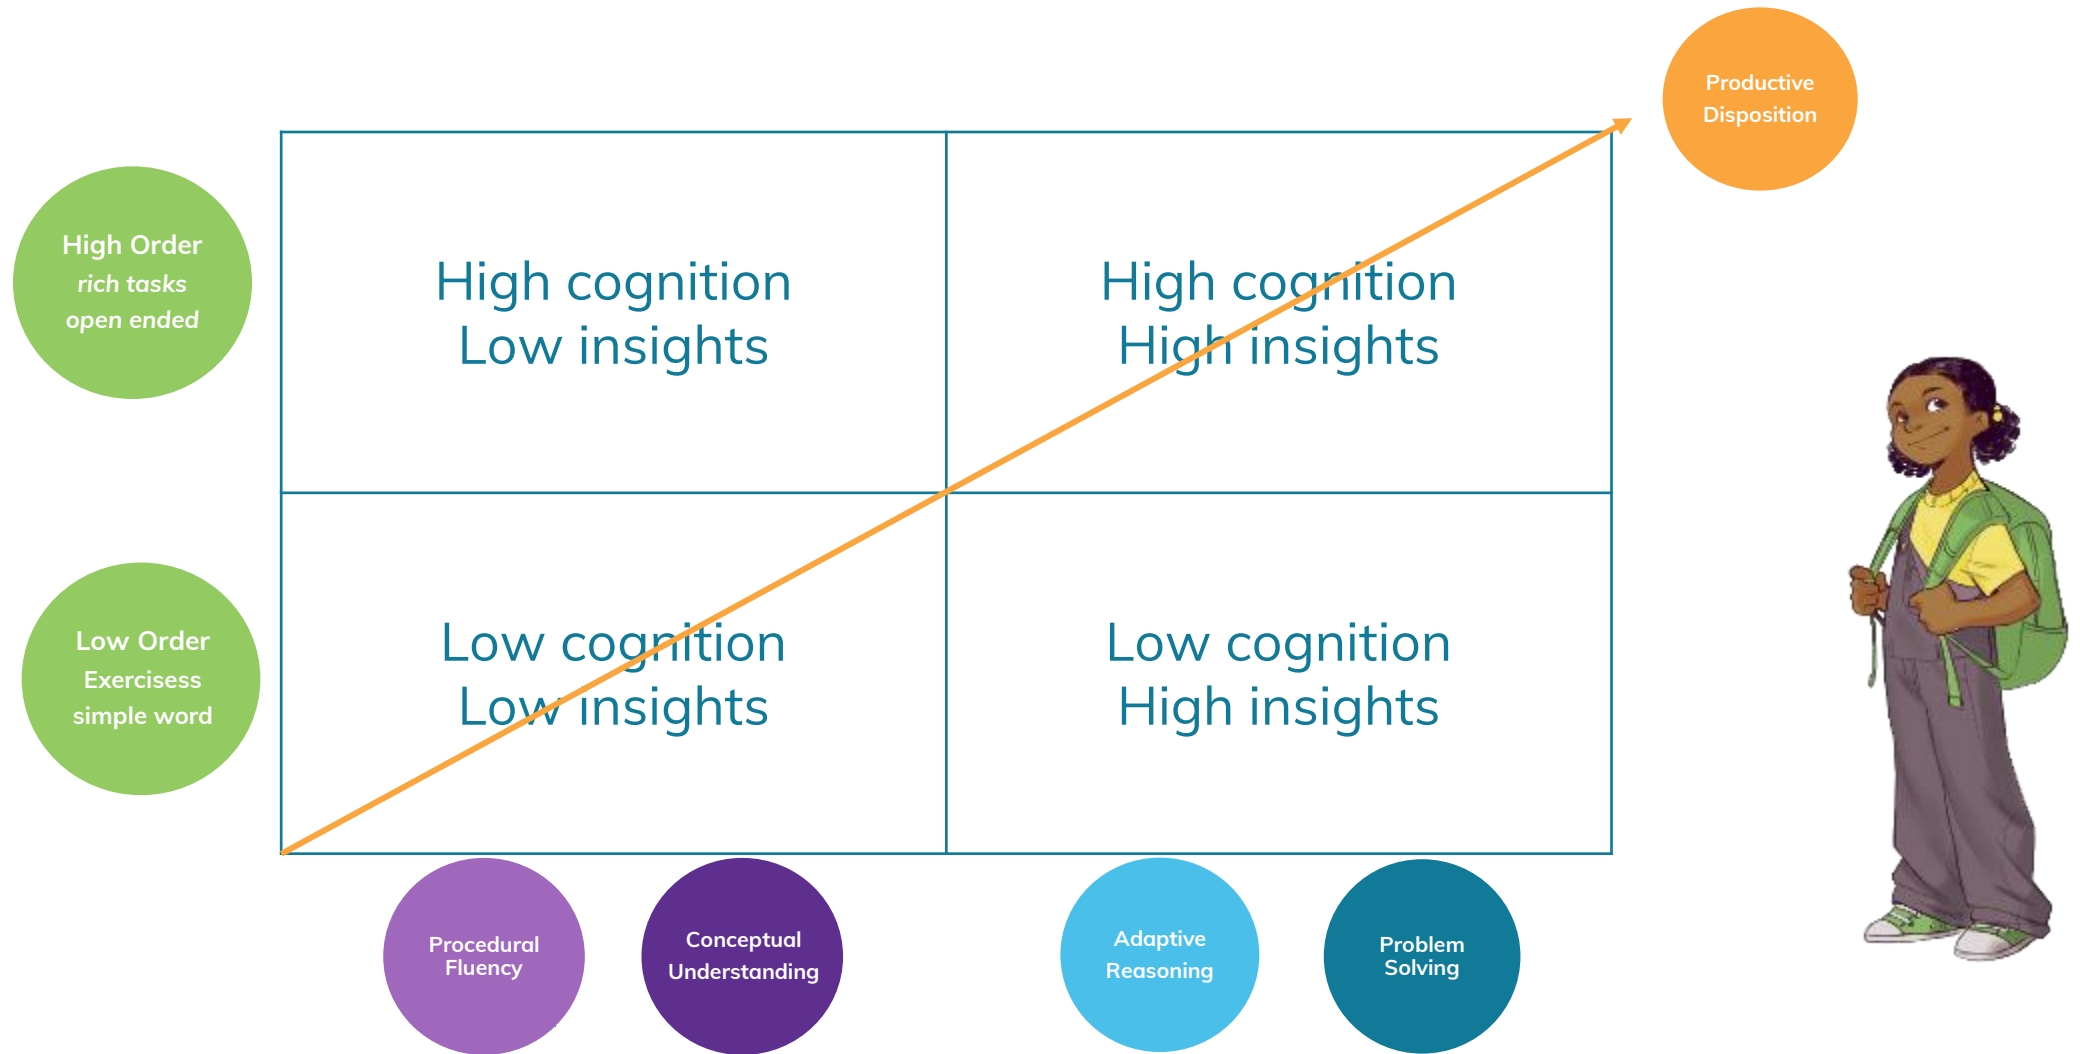 Productive
Disposition
High Order
rich tasks
open ended
High cognition
Low insights
High cognition
High insights
Low Order
Exercisess
simple word
Low cognition
Low insights
Low cognition
High insights
Procedural
Fluency
Conceptual
Understanding
Adaptive
Reasoning
Problem
Solving